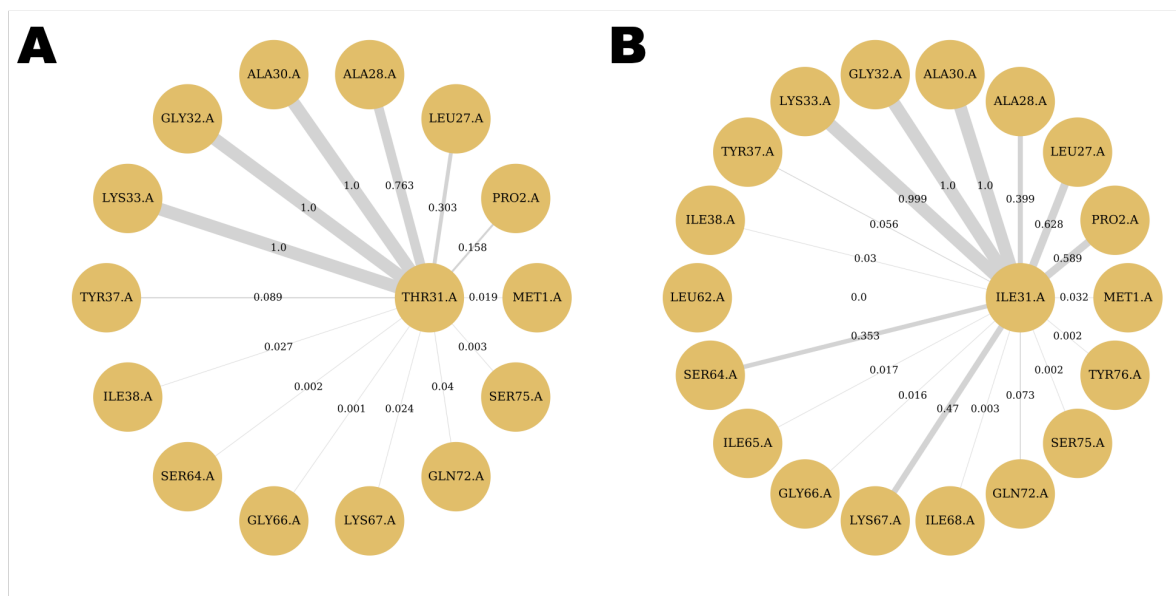 A
ALA30.A
ALA28.A
GLY32.A
LEU27.A
LYS33.A
PRO2.A
1.0
0.763
0.303
1.0
1.0
0.158
TYR37.A
0.089
THR31.A
0.019
MET1.A
0.027
0.003
ILE38.A
0.002
0.04
SER75.A
0.001
0.024
SER64.A
GLN72.A
GLY66.A
LYS67.A
B
GLY32.A
ALA30.A
LYS33.A
ALA28.A
TYR37.A
LEU27.A
ILE38.A
PRO2.A
0.999
1.0
1.0
0.399
0.056
0.628
0.03
0.589
LEU62.A
0.0
ILE31.A
0.032
MET1.A
0.353
0.002
SER64.A
0.017
0.002
TYR76.A
0.016
0.47
0.003
0.073
ILE65.A
SER75.A
GLY66.A
GLN72.A
LYS67.A
ILE68.A